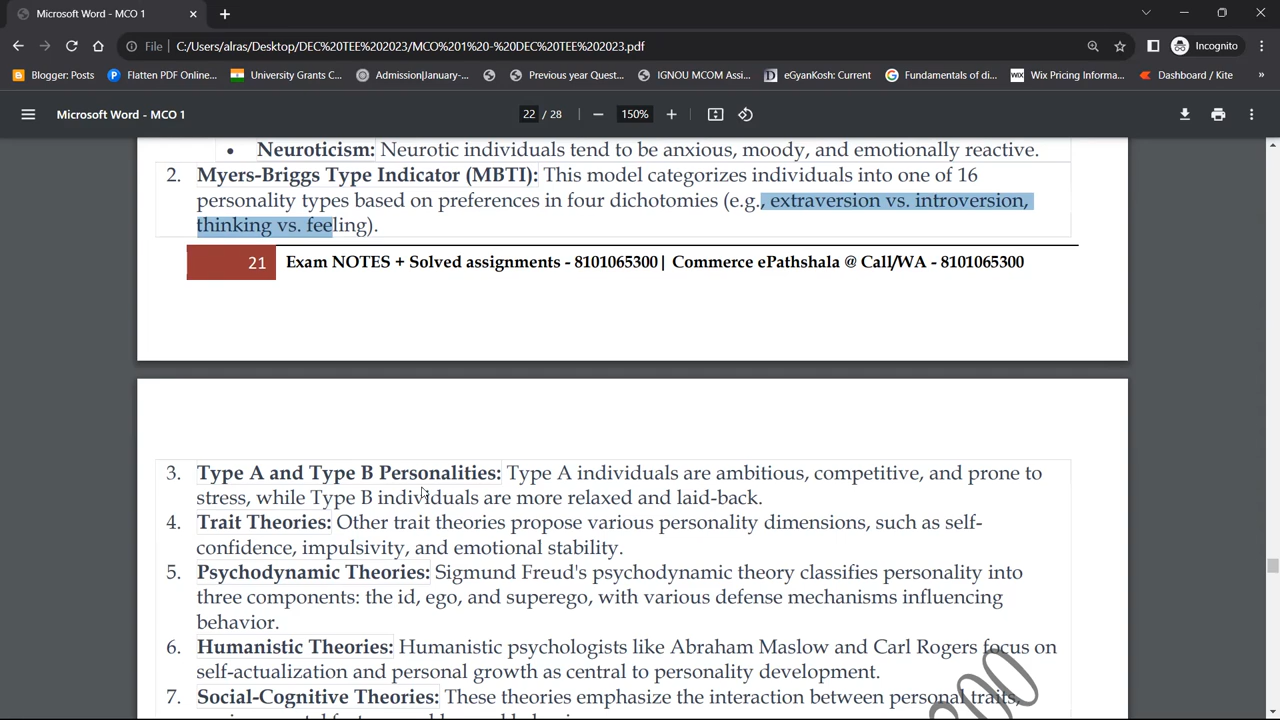 Microsoft Word - MCO 1
File C:/Users/alras/Desktop/DEC%20TEE%202023/MCO%201%3-%20DEC%20TEE%202023.pdf
Incognito
Blogger: Posts Flatten PDF Online... University Grants C... Admission|January-... Previous year Quest... IGNOU MCOM Assi... eGyanKosh: Current Fundamentals of di... WIX Wix Pricing Informa... Dashboard / Kite »
Microsoft Word - MCO 1 22 / 28 150%
• Neuroticism: Neurotic individuals tend to be anxious, moody, and emotionally reactive.
2. Myers-Briggs Type Indicator (MBTI): This model categorizes individuals into one of 16
personality types based on preferences in four dichotomies (e.g., extraversion vs. introversion,
thinking vs. feeling).
21 Exam NOTES + Solved assignments - 8101065300| Commerce ePathshala @ Call/WA - 8101065300
3. Type A and Type B Personalities: Type A individuals are ambitious, competitive, and prone to
stress, while Type B individuals are more relaxed and laid-back.
4. Trait Theories: Other trait theories propose various personality dimensions, such as self-
confidence, impulsivity, and emotional stability.
5. Psychodynamic Theories: Sigmund Freud's psychodynamic theory classifies personality into
three components: the id, ego, and superego, with various defense mechanisms influencing
behavior.
6. Humanistic Theories: Humanistic psychologists like Abraham Maslow and Carl Rogers focus on
self-actualization and personal growth as central to personality development.
7. Social-Cognitive Theories: These theories emphasize the interaction between personal traits,